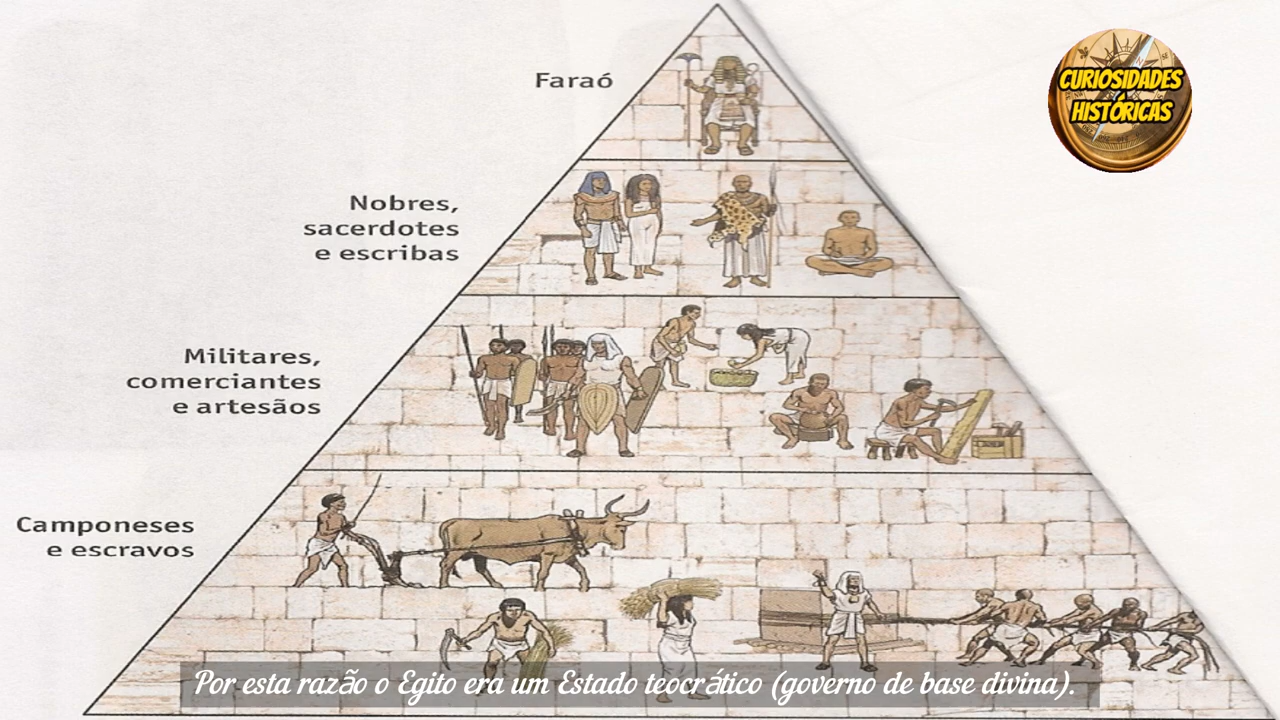 Faraó
CURIOSIDADES
HISTÓRICAS
Nobres,
sacerdotes
e escribas
Militares,
comerciantes
e artesãos
Camponeses
e escravos
Por esta razão o Egito era um Estado teocrático (governo de base divina).